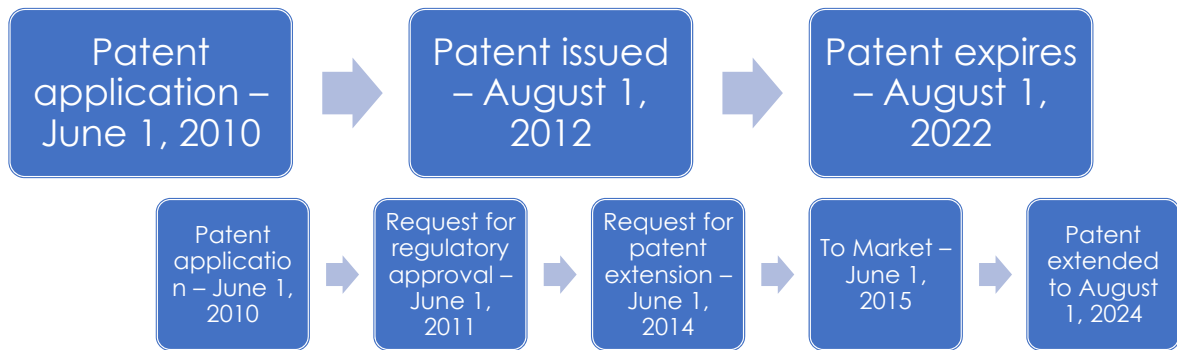 Patent
application –
June 1, 2010
Patent issued
– August 1,
2012
Patent expires
– August 1,
2022
Patent
applicatio
n – June 1,
2010
Request for
regulatory
approval –
June 1,
2011
Request for
patent
extension –
June 1,
2014
To Market –
June 1,
2015
Patent
extended
to August
1, 2024